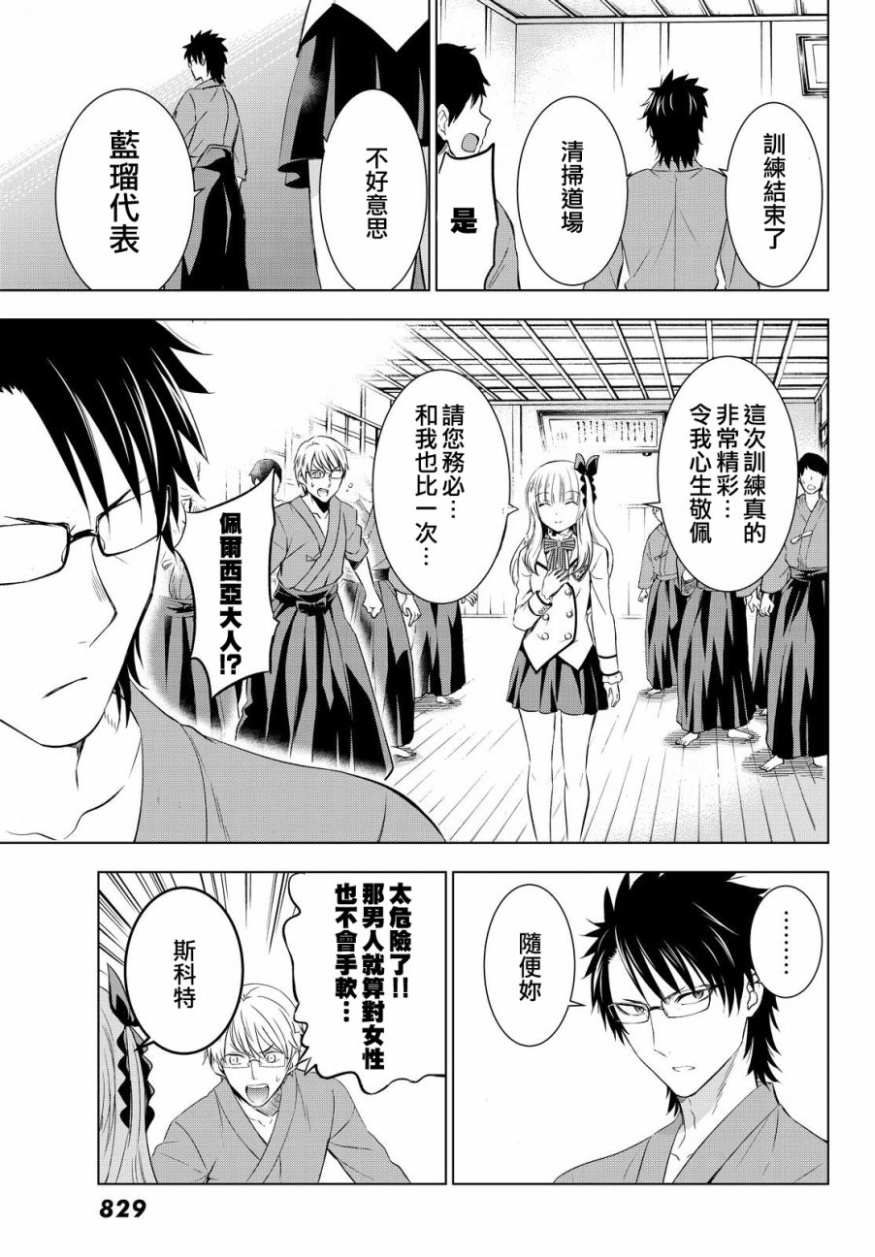 訓練結束了
清掃道場
是
不好意思
藍瑠代表
這次訓練真的
非常精彩…
令我心生敬佩
請您務必…
和我也比一次…
佩爾西亞大人!?
………
隨便妳
太危險了!!
那男人就算對女性
也不會手軟…
斯科特
829